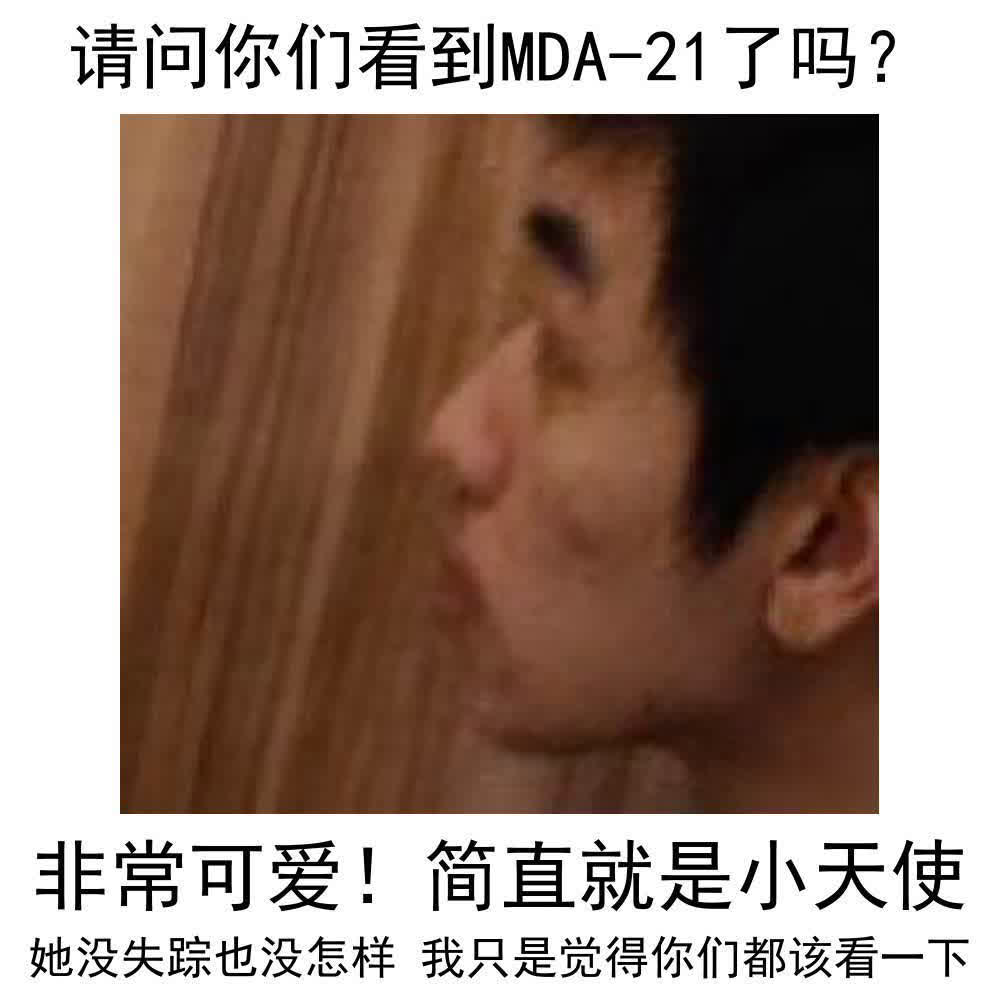 请问你们看到MDA-21了吗?
非常可爱！简直就是小天使
她没失踪也没怎样 我只是觉得你们都该看一下